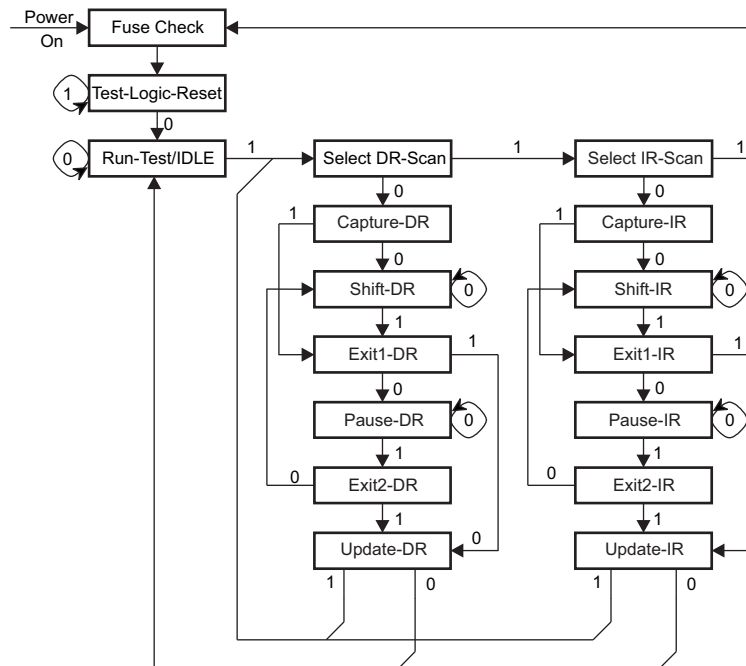 Power
On
Fuse Check
1
Test-Logic-Reset
0
0
Run-Test/IDLE
1
Select DR-Scan
1
Select IR-Scan
1
0
0
1
Capture-DR
1
Capture-IR
0
0
Shift-DR
0
Shift-IR
0
1
1
Exit1-DR
1
Exit1-IR
1
0
0
Pause-DR
0
Pause-IR
0
1
1
0
Exit2-DR
0
Exit2-IR
1
1
0
Update-DR
Update-IR
1
0
1
0